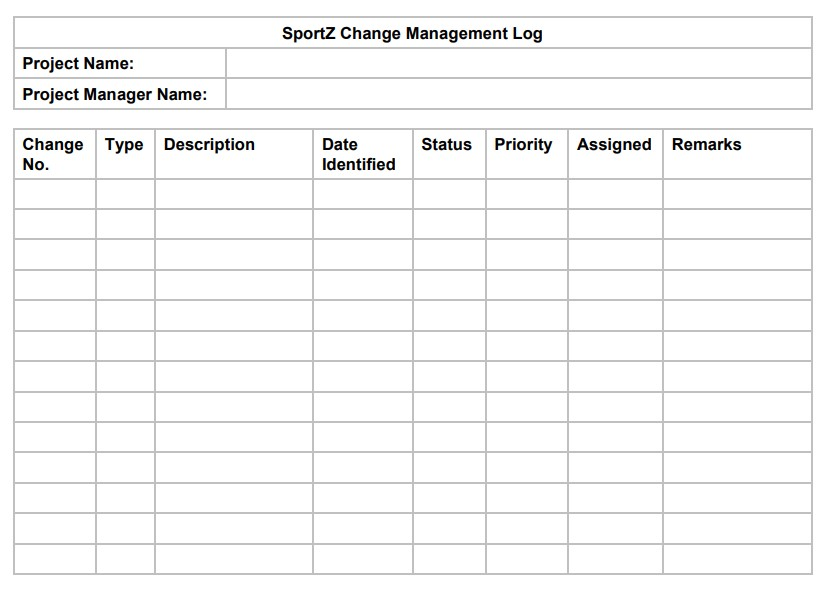 SportZ Change Management Log
Project Name:
Project Manager Name:
Change No. Type Description Date Identified Status Priority Assigned Remarks